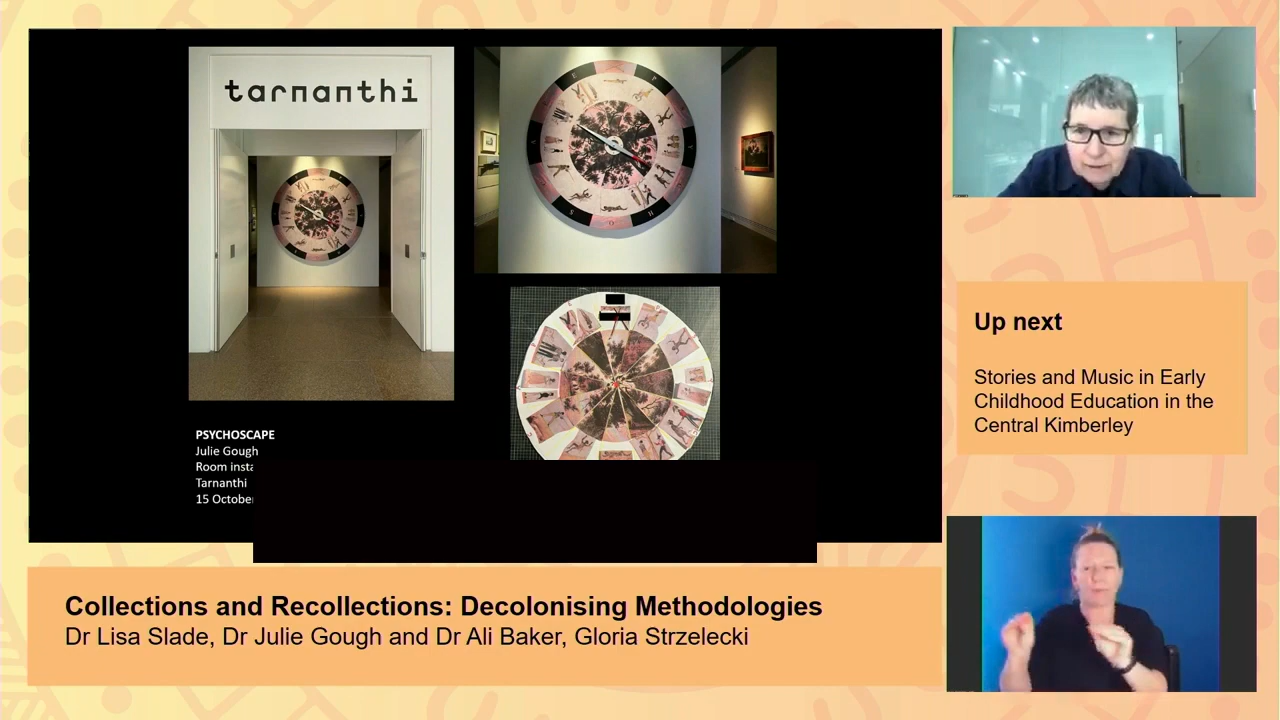 tarnanthi
PSYCHOSCAPE
Julie Gough
Room
Tarnanthi
15 October
Collections and Recollections: Decolonising Methodologies
Dr Lisa Slade, Dr Julie Gough and Dr Ali Baker, Gloria Strzelecki
Up next
Stories and Music in Early
Childhood Education in the
Central Kimberley